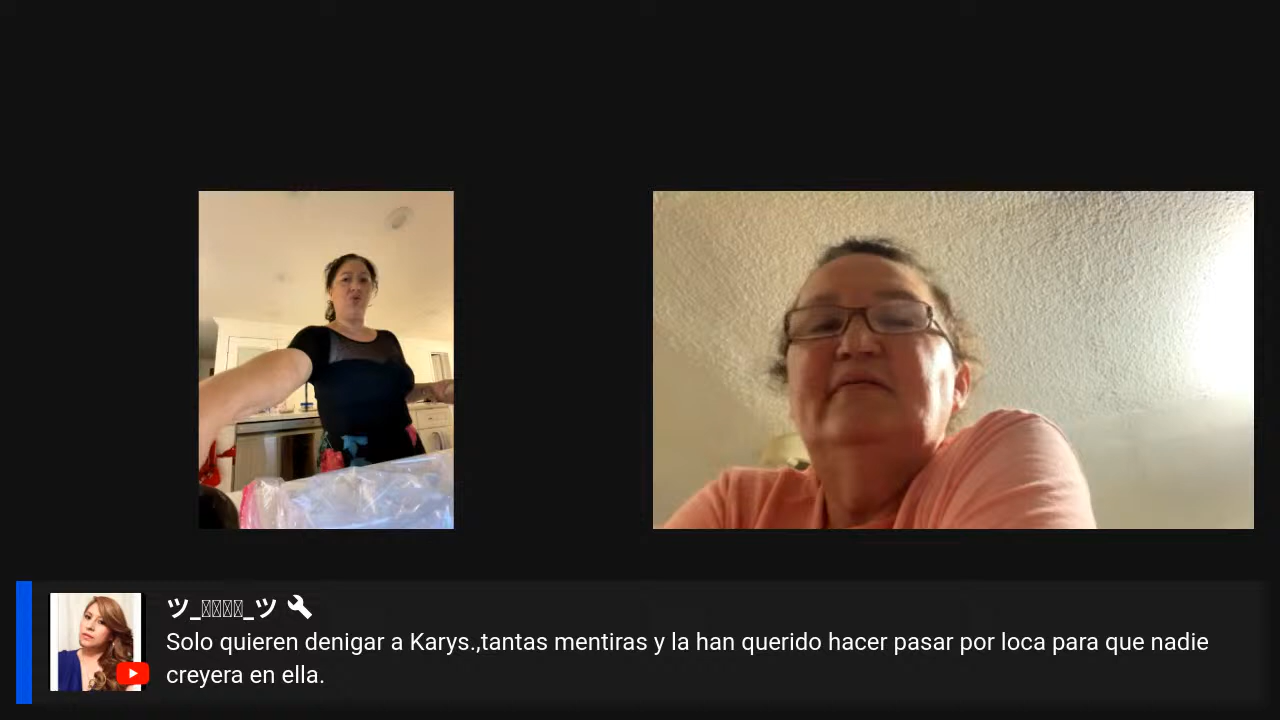 ツ_▯▯▯▯_ツ
Solo quieren denigar a Karys.,tantas mentiras y la han querido hacer pasar por loca para que nadie
creyera en ella.